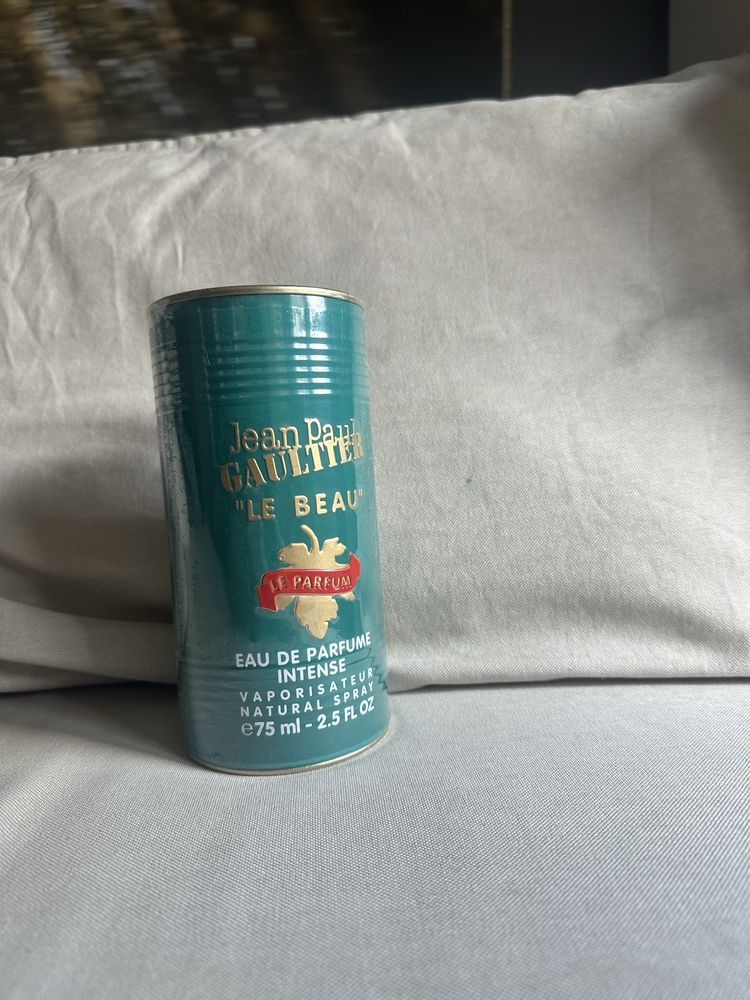 Jean Paul
GAULTIER
"LE BEAU"
LE PARFUM
EAU DE PARFUME
INTENSE
VAPORISATEUR
NATURAL SPRAY
℮75 ml - 2.5 FL OZ